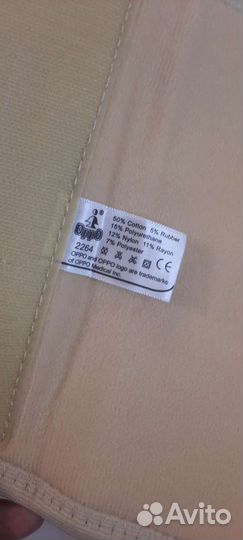 OppO
2264
50% Cotton 5% Rubber
15% Polyurethane
12% Nylon 11% Rayon
7% Polyester
CE
OPPO and OPPO logo are trademarks
of OPPO Medical Inc.
Avito